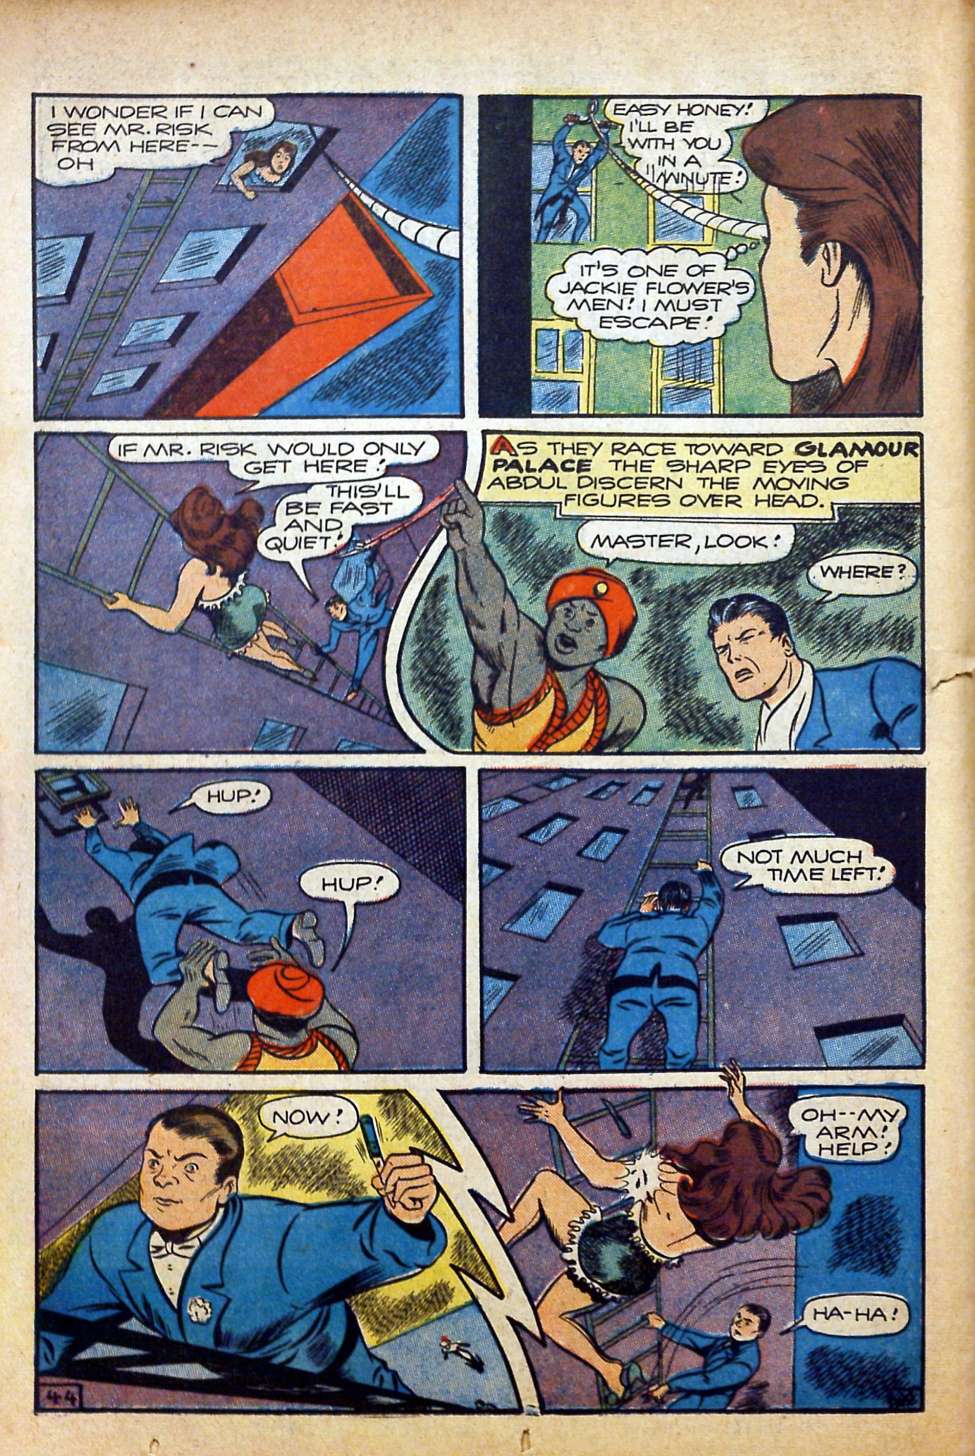 I WONDER IF I CAN
SEE MR. RISK
FROM HERE--
OH
EASY HONEY!
I'LL BE
WITH YOU
IN A
MINUTE!
IT'S ONE OF
JACKIE FLOWER'S
MEN! I MUST
ESCAPE!
IF MR. RISK WOULD ONLY
GET HERE!
THIS'LL
BE FAST
AND
QUIET!
AS THEY RACE TOWARD GLAMOUR
PALACE THE SHARP EYES OF
ABDUL DISCERN THE MOVING
FIGURES OVER HEAD.
MASTER, LOOK!
WHERE?
HUP!
HUP!
NOT MUCH
TIME LEFT!
NOW!
OH--MY
ARM!
HELP!
HA-HA!
44